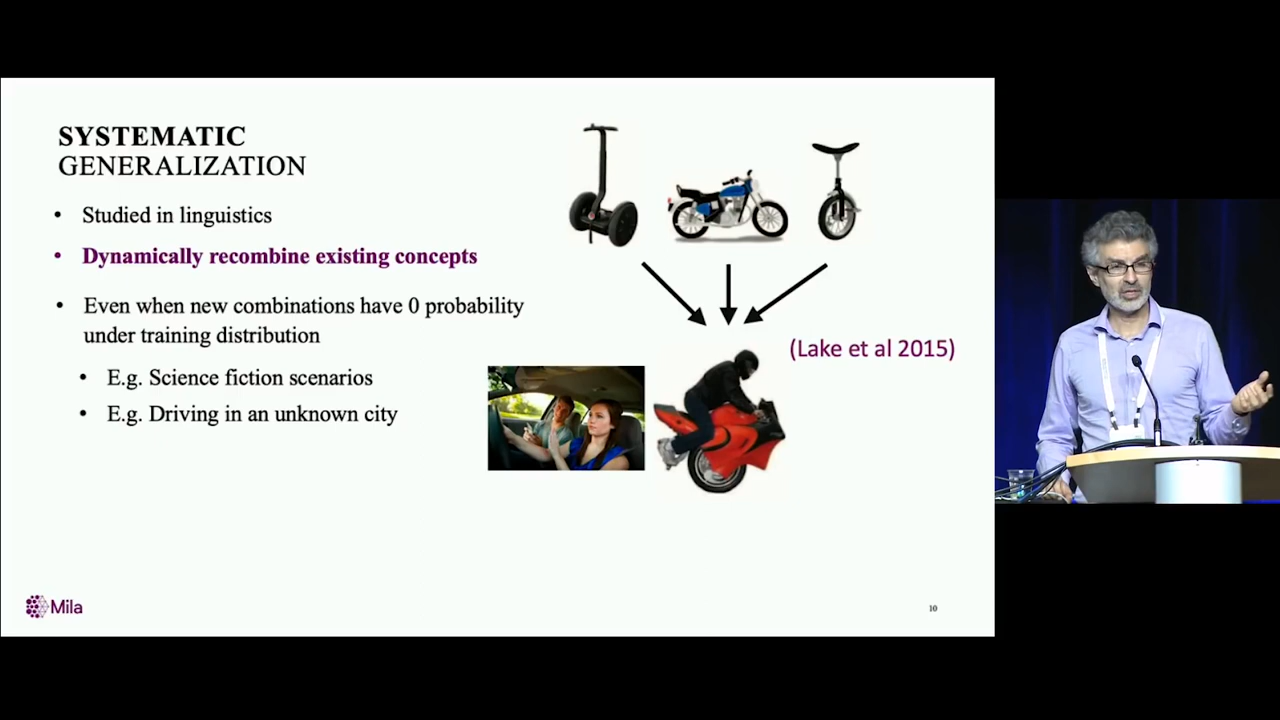 SYSTEMATIC
GENERALIZATION
• Studied in linguistics
• Dynamically recombine existing concepts
• Even when new combinations have 0 probability
under training distribution
• E.g. Science fiction scenarios
• E.g. Driving in an unknown city
(Lake et al 2015)
Mila
10